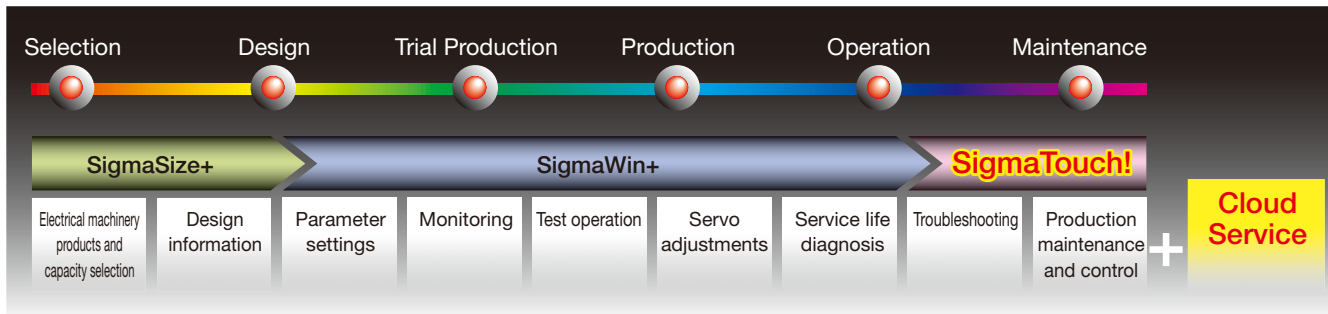 Selection
Design
Trial Production
Production
Operation
Maintenance
SigmaSize+
SigmaWin+
SigmaTouch!
Electrical machinery
products and
capacity selection
Design
information
Parameter
settings
Monitoring
Test operation
Servo
adjustments
Service life
diagnosis
Troubleshooting
Production
maintenance
and control
+
Cloud
Service